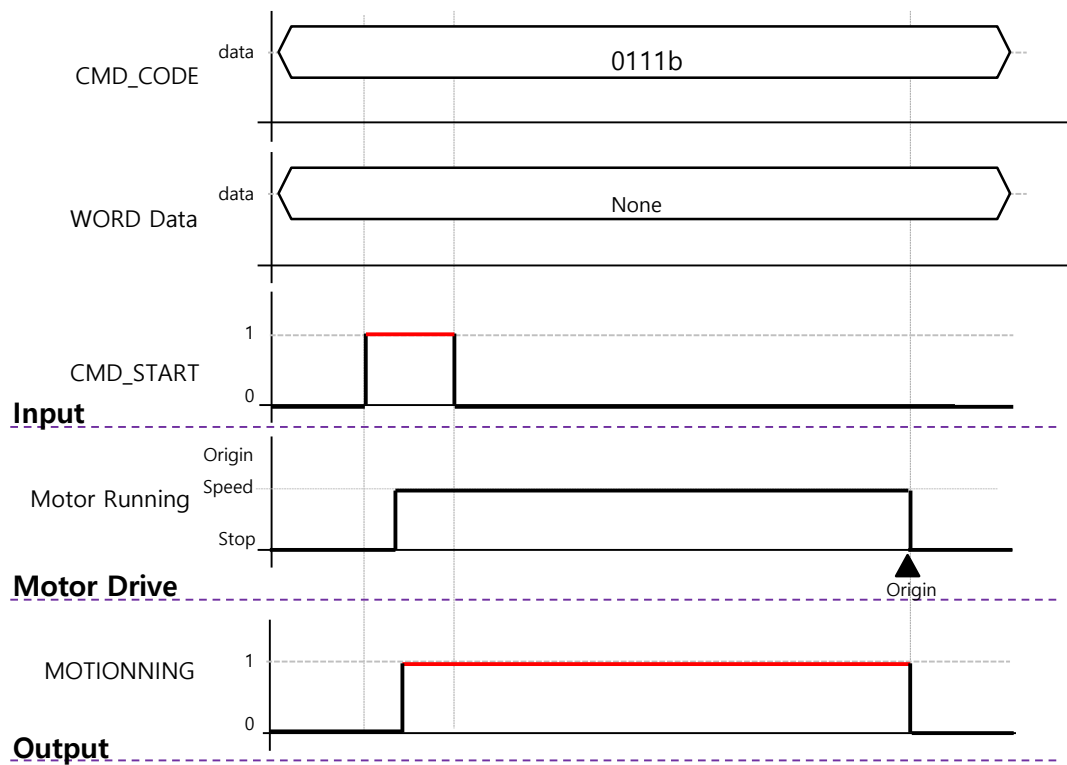 data
CMD_CODE
0111b
data
WORD Data
None
1
CMD_START
0
Input
Origin
Motor Running
Speed
Stop
Motor Drive
Origin
MOTIONNING
1
0
Output